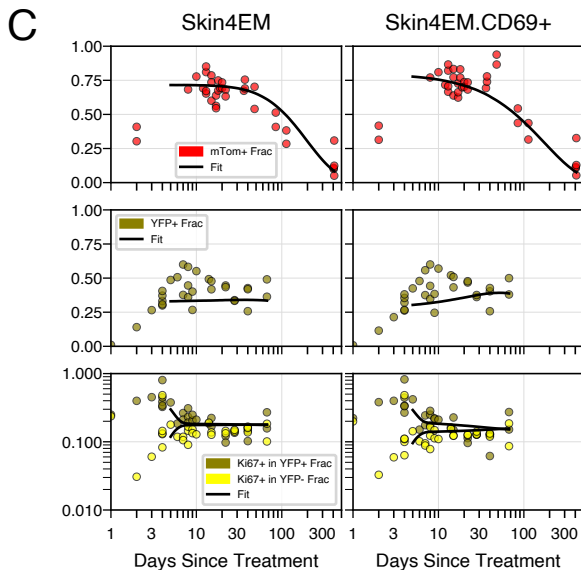 C
Skin4EM
Skin4EM.CD69+
1.00
0.75
0.50
0.25
0.00
mTom+ Frac
Fit
1.00
0.75
0.50
0.25
0.00
YFP+ Frac
Fit
1.000
0.100
0.010
Ki67+ in YFP+ Frac
Ki67+ in YFP- Frac
Fit
1 3 10 30 100 300
1 3 10 30 100 300
Days Since Treatment
Days Since Treatment